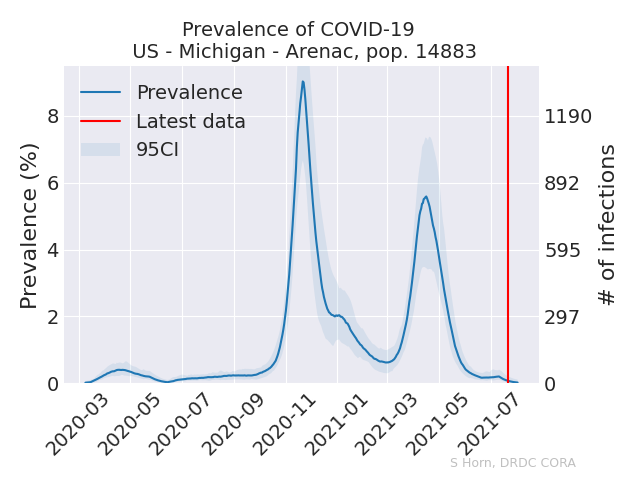 Prevalence of COVID-19
US - Michigan - Arenac, pop. 14883
Prevalence
Latest data
95CI
Prevalence (%)
8
6
4
2
0
# of infections
1190
892
595
297
0
2020-03
2020-05
2020-07
2020-09
2020-11
2021-01
2021-03
2021-05
2021-07
S Horn, DRDC CORA